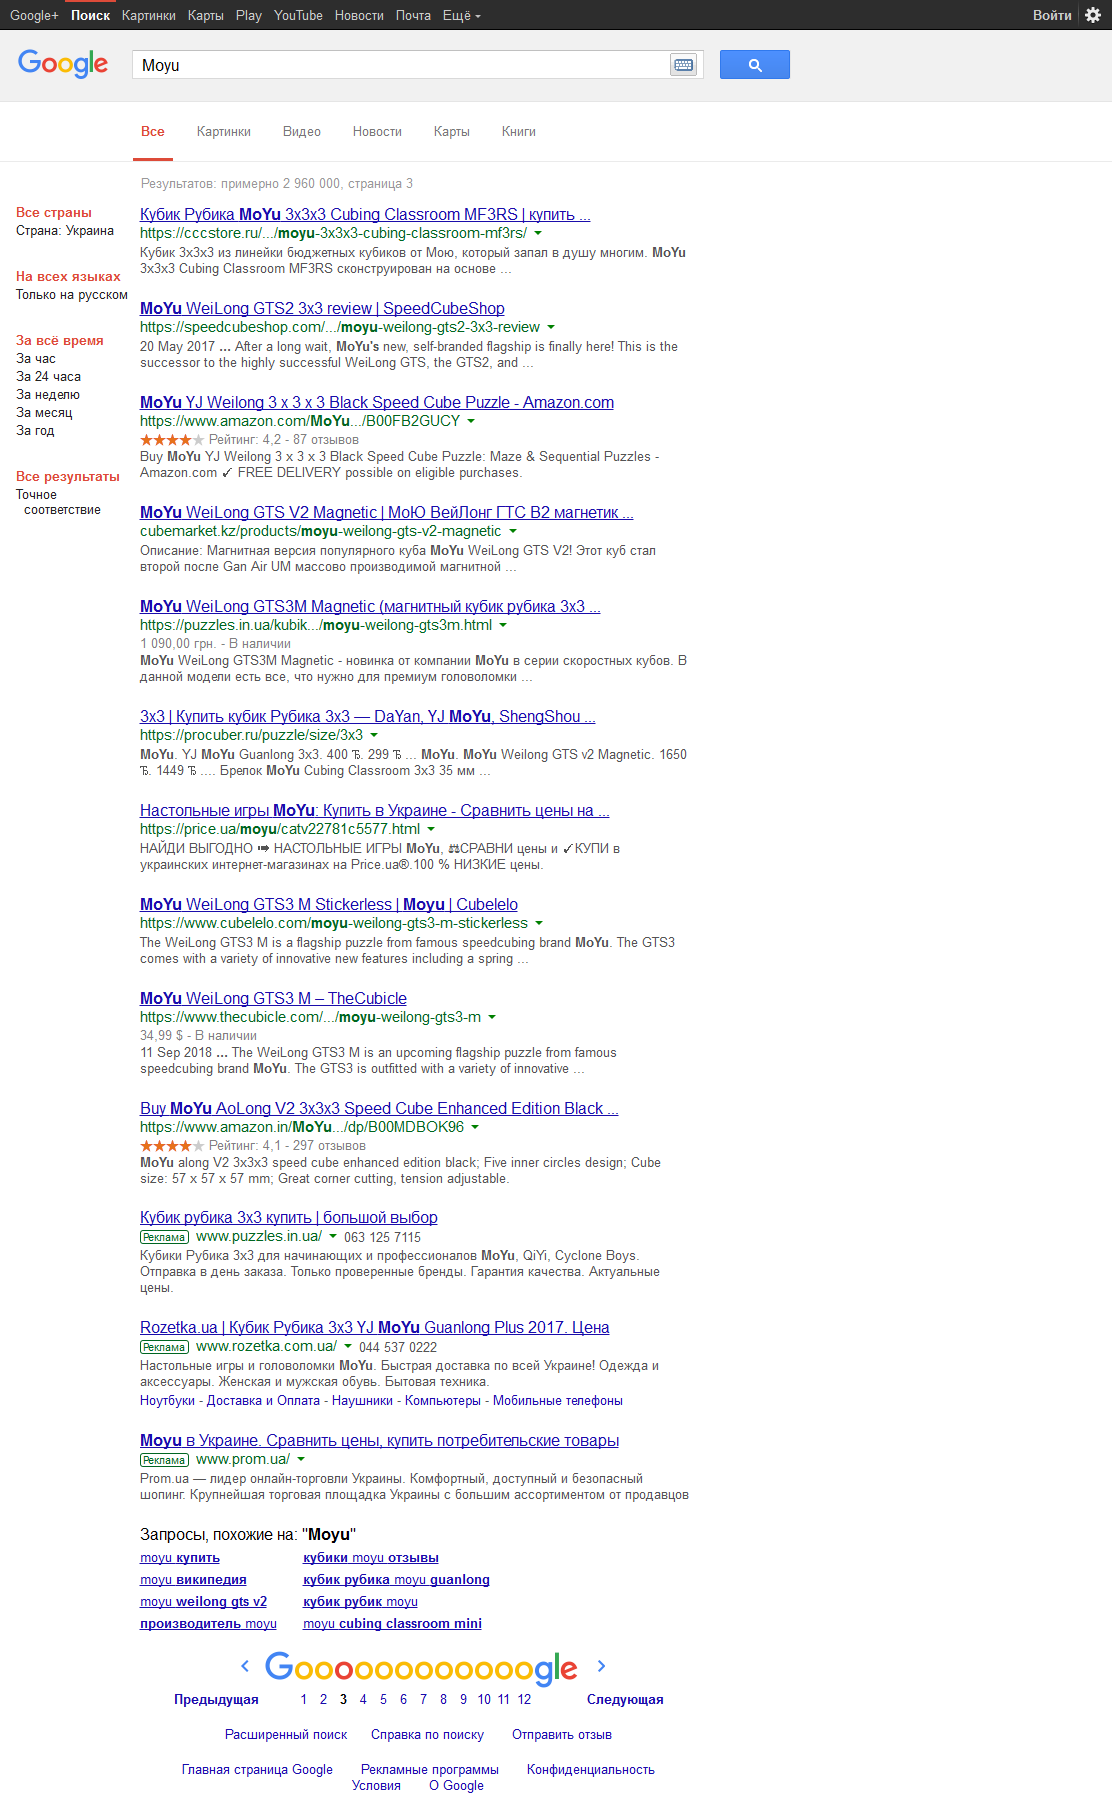 Google+ Поиск Картинки Карты Play YouTube Новости Почта Ещё Войти
Google Moyu
Все Картинки Видео Новости Карты Книги
Результатов: примерно 2 960 000, страница 3
Все страны
Страна: Украина
На всех языках
Только на русском
За всё время
За час
За 24 часа
За неделю
За месяц
За год
Все результаты
Точное
соответствие
Кубик Рубика MoYu 3x3x3 Cubing Classroom MF3RS | купить ...
https://cccstore.ru/.../moyu-3x3x3-cubing-classroom-mf3rs/
Кубик 3x3x3 из линейки бюджетных кубиков от Мою, который запал в душу многим. MoYu
3x3x3 Cubing Classroom MF3RS сконструирован на основе ...
MoYu WeiLong GTS2 3x3 review | SpeedCubeShop
https://speedcubeshop.com/.../moyu-weilong-gts2-3x3-review
20 May 2017 ... After a long wait, MoYu's new, self-branded flagship is finally here! This is the
successor to the highly successful WeiLong GTS, the GTS2, and ...
MoYu YJ Weilong 3 x 3 x 3 Black Speed Cube Puzzle - Amazon.com
https://www.amazon.com/MoYu.../B00FB2GUCY
Рейтинг: 4,2 - 87 отзывов
Buy MoYu YJ Weilong 3 x 3 x 3 Black Speed Cube Puzzle: Maze & Sequential Puzzles -
Amazon.com ✓ FREE DELIVERY possible on eligible purchases.
MoYu WeiLong GTS V2 Magnetic | МоЮ ВейЛонг ГТС В2 магнетик ...
cubemarket.kz/products/moyu-weilong-gts-v2-magnetic
Описание: Магнитная версия популярного куба MoYu WeiLong GTS V2! Этот куб стал
второй после Gan Air UM массово производимой магнитной ...
MoYu WeiLong GTS3M Magnetic (магнитный кубик рубика 3x3 ...
https://puzzles.in.ua/kubik.../moyu-weilong-gts3m.html
1 090,00 грн. - В наличии
MoYu WeiLong GTS3M Magnetic - новинка от компании MoYu в серии скоростных кубов. В
данной модели есть все, что нужно для премиум головоломки ...
3x3 | Купить кубик Рубика 3x3 — DaYan, YJ MoYu, ShengShou ...
https://procuber.ru/puzzle/size/3x3
MoYu. YJ MoYu Guanlong 3x3. 400 Ѣ. 299 Ѣ ... MoYu. MoYu Weilong GTS v2 Magnetic. 1650
Ѣ. 1449 Ѣ .... Брелок MoYu Cubing Classroom 3x3 35 мм ...
Настольные игры MoYu: Купить в Украине - Сравнить цены на ...
https://price.ua/moyu/catv22781c5577.html
НАЙДИ ВЫГОДНО ➠ НАСТОЛЬНЫЕ ИГРЫ MoYu, ⚖СРАВНИ цены и ✓КУПИ в
украинских интернет-магазинах на Price.ua®.100 % НИЗКИЕ цены.
MoYu WeiLong GTS3 M Stickerless | Moyu | Cubelelo
https://www.cubelelo.com/moyu-weilong-gts3-m-stickerless
The WeiLong GTS3 M is a flagship puzzle from famous speedcubing brand MoYu. The GTS3
comes with a variety of innovative new features including a spring ...
MoYu WeiLong GTS3 M – TheCubicle
https://www.thecubicle.com/.../moyu-weilong-gts3-m
34,99 $ - В наличии
11 Sep 2018 ... The WeiLong GTS3 M is an upcoming flagship puzzle from famous
speedcubing brand MoYu. The GTS3 is outfitted with a variety of innovative ...
Buy MoYu AoLong V2 3x3x3 Speed Cube Enhanced Edition Black ...
https://www.amazon.in/MoYu.../dp/B00MDBOK96
Рейтинг: 4,1 - 297 отзывов
MoYu along V2 3x3x3 speed cube enhanced edition black; Five inner circles design; Cube
size: 57 x 57 x 57 mm; Great corner cutting, tension adjustable.
Кубик рубика 3x3 купить | большой выбор
Реклама www.puzzles.in.ua/ 063 125 7115
Кубики Рубика 3x3 для начинающих и профессионалов MoYu, QiYi, Cyclone Boys.
Отправка в день заказа. Только проверенные бренды. Гарантия качества. Актуальные
цены.
Rozetka.ua | Кубик Рубика 3x3 YJ MoYu Guanlong Plus 2017. Цена
Реклама www.rozetka.com.ua/ 044 537 0222
Настольные игры и головоломки MoYu. Быстрая доставка по всей Украине! Одежда и
аксессуары. Женская и мужская обувь. Бытовая техника.
Ноутбуки - Доставка и Оплата - Наушники - Компьютеры - Мобильные телефоны
Moyu в Украине. Сравнить цены, купить потребительские товары
Реклама www.prom.ua/
Prom.ua — лидер онлайн-торговли Украины. Комфортный, доступный и безопасный
шопинг. Крупнейшая торговая площадка Украины с большим ассортиментом от продавцов
Запросы, похожие на: "Moyu"
moyu купить кубики moyu отзывы
moyu википедия кубик рубика moyu guanlong
moyu weilong gts v2 кубик рубик moyu
производитель moyu moyu cubing classroom mini
Gooooooooooooogle
Предыдущая 1 2 3 4 5 6 7 8 9 10 11 12 Следующая
Расширенный поиск Справка по поиску Отправить отзыв
Главная страница Google Рекламные программы Конфиденциальность
Условия О Google